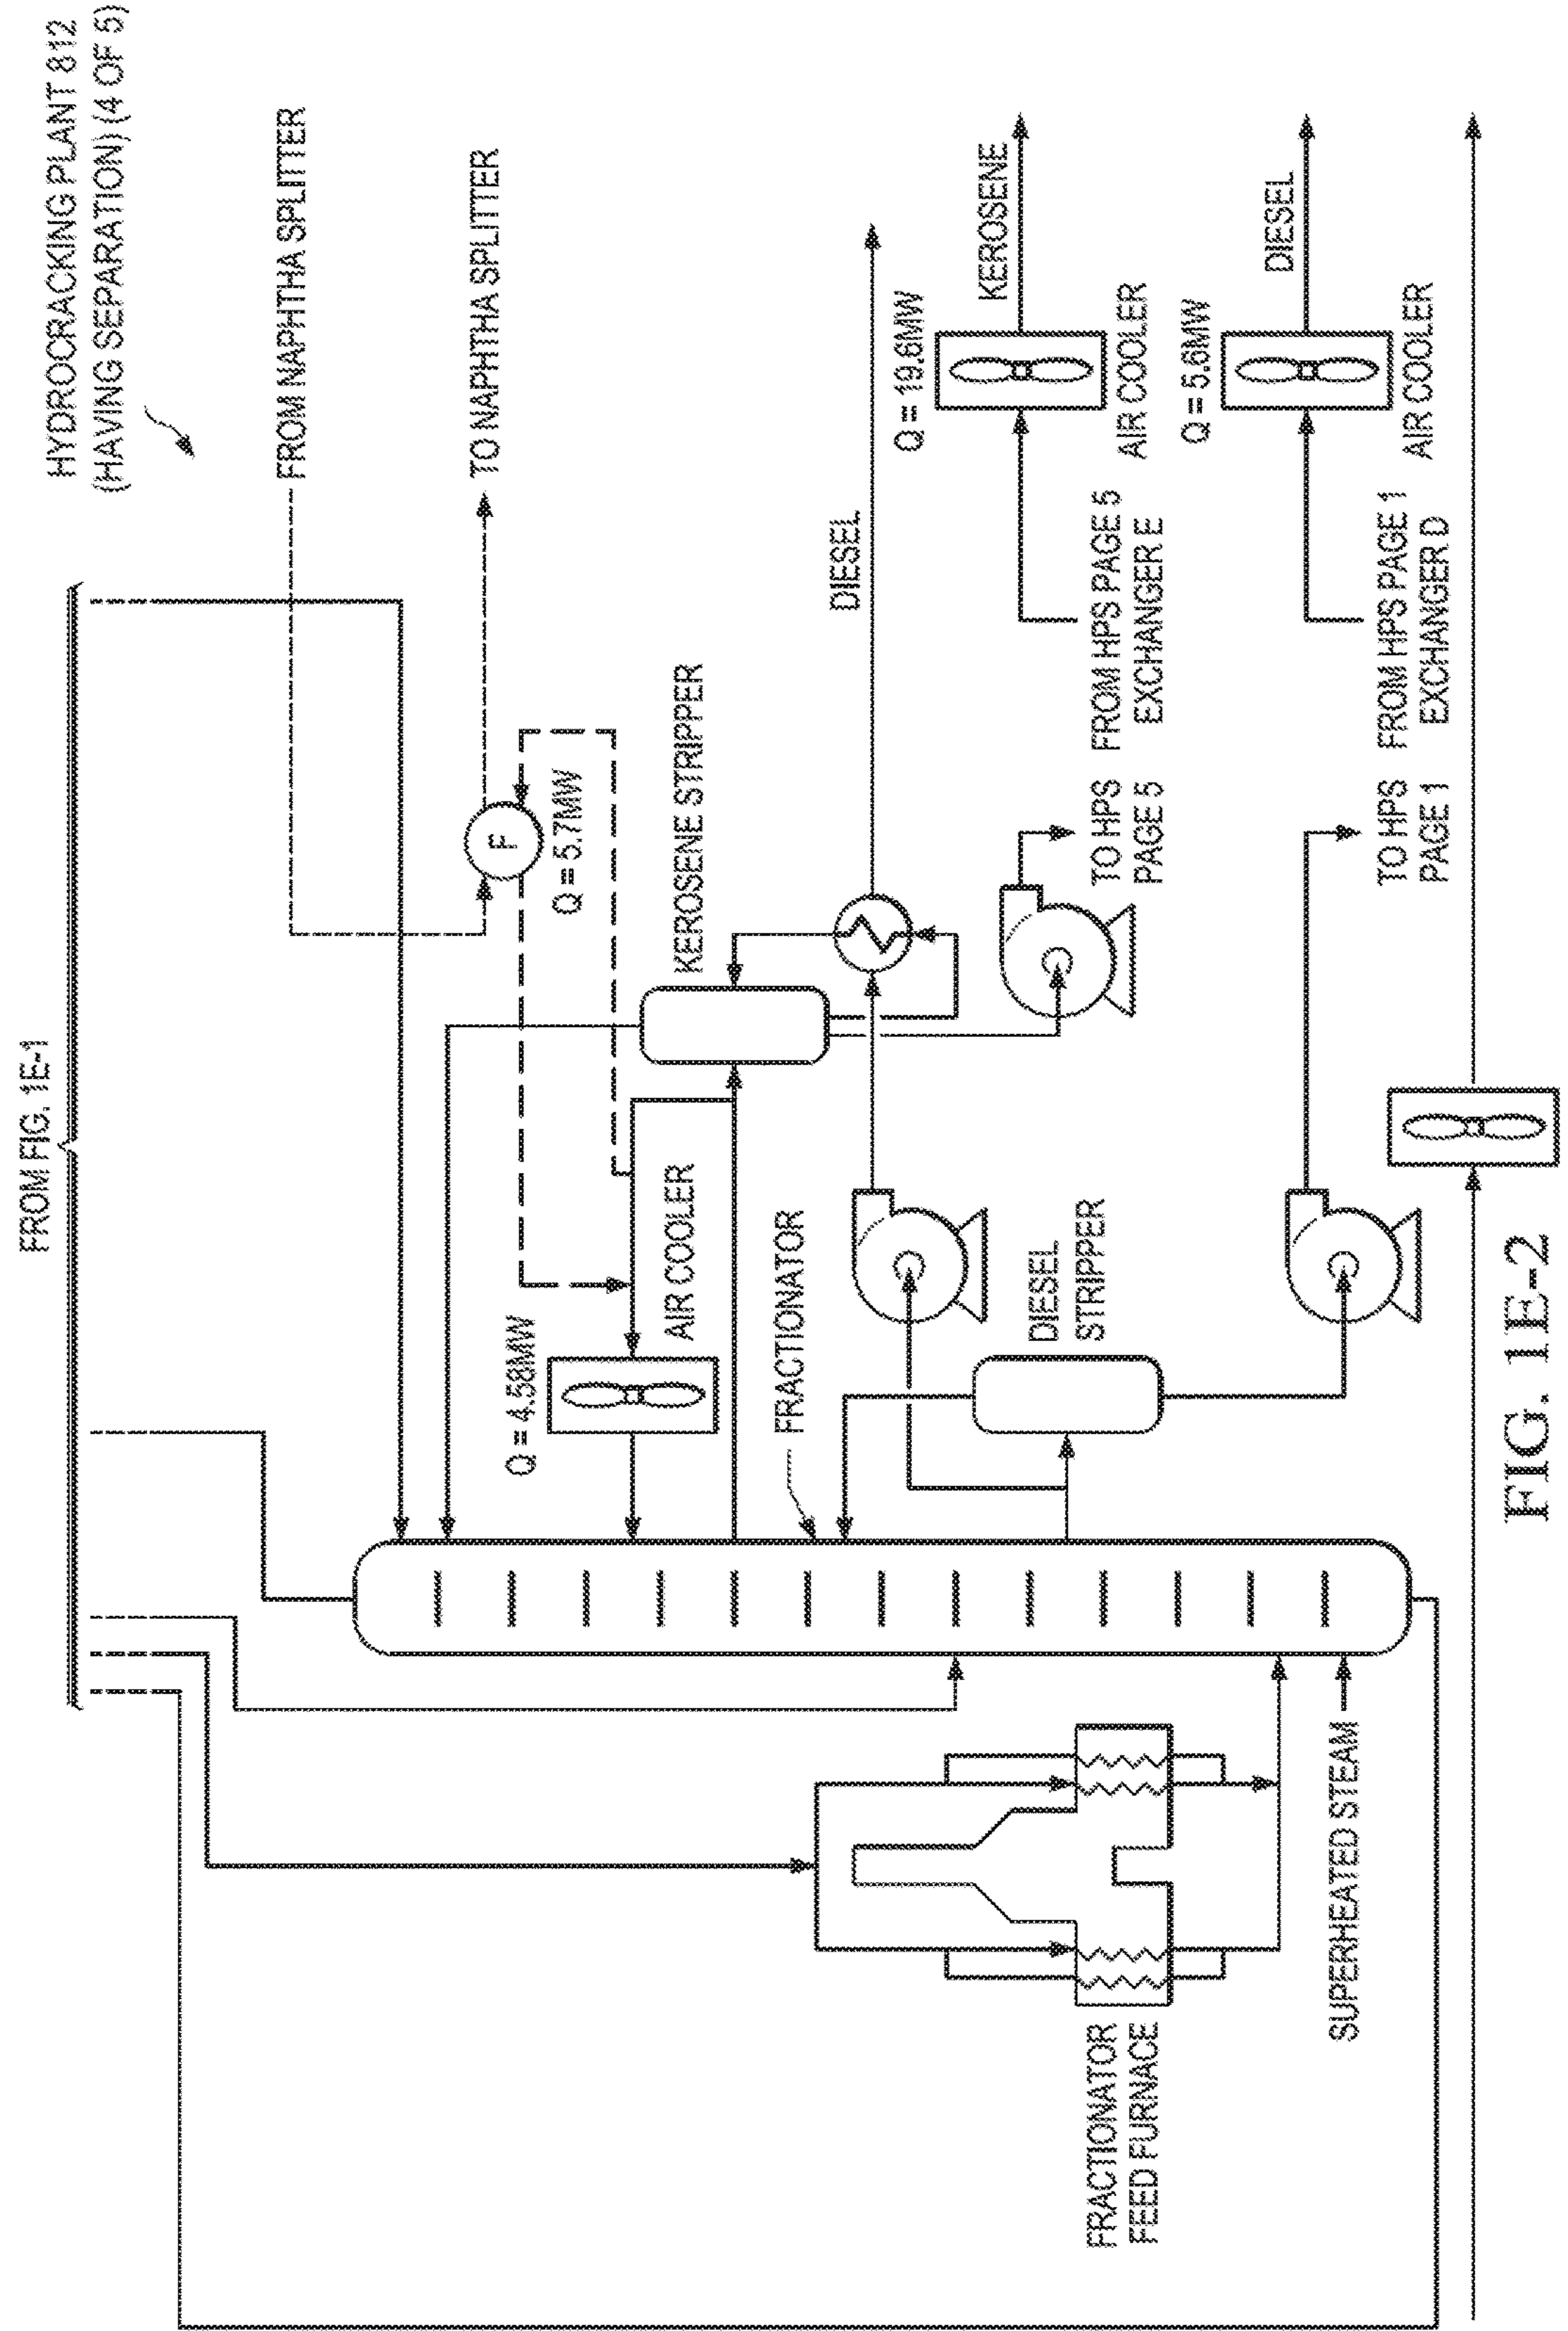 HYDROCRACKING PLANT 812
(HAVING SEPARATION) (4 OF 5)
FROM FIG. 1E-1
FROM NAPHTHA SPLITTER
TO NAPHTHA SPLITTER
F
Q = 5.7MW
Q = 4.58MW
AIR COOLER
KEROSENE STRIPPER
FRACTIONATOR
DIESEL
Q = 19.6MW
KEROSENE
AIR COOLER
DIESEL
STRIPPER
TO HPS
PAGE 5
FROM HPS PAGE 5
EXCHANGER E
Q = 5.6MW
DIESEL
AIR COOLER
FRACTIONATOR
FEED FURNACE
SUPERHEATED STEAM
TO HPS
PAGE 1
FROM HPS PAGE 1
EXCHANGER D
FIG. 1E-2